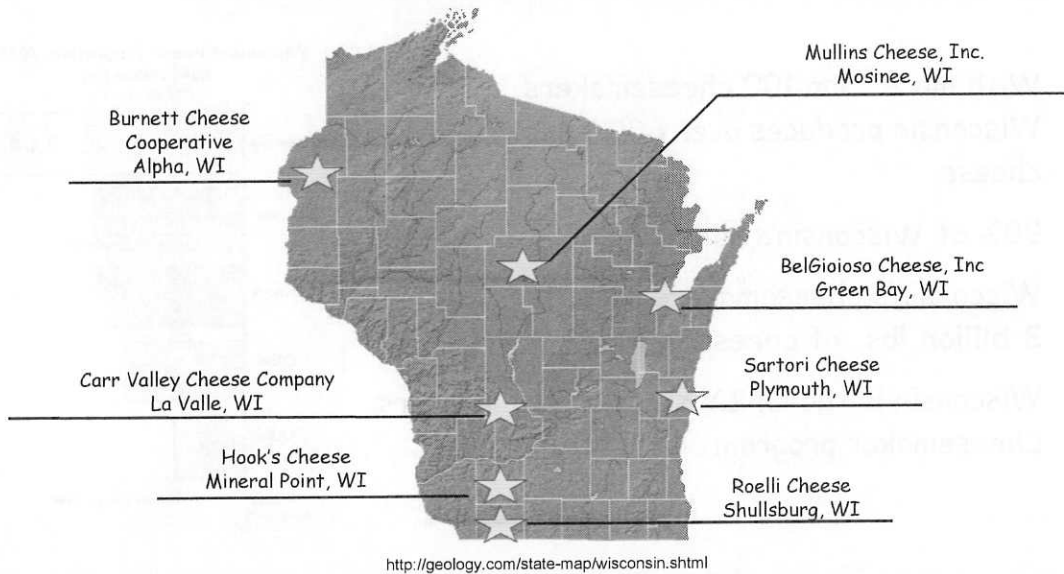 Mullins Cheese, Inc.
Mosinee, WI
Burnett Cheese
Cooperative
Alpha, WI
BelGioioso Cheese, Inc
Green Bay, WI
Sartori Cheese
Plymouth, WI
Carr Valley Cheese Company
La Valle, WI
Hook's Cheese
Mineral Point, WI
Roelli Cheese
Shullsburg, WI
http://geology.com/state-map/wisconsin.shtml